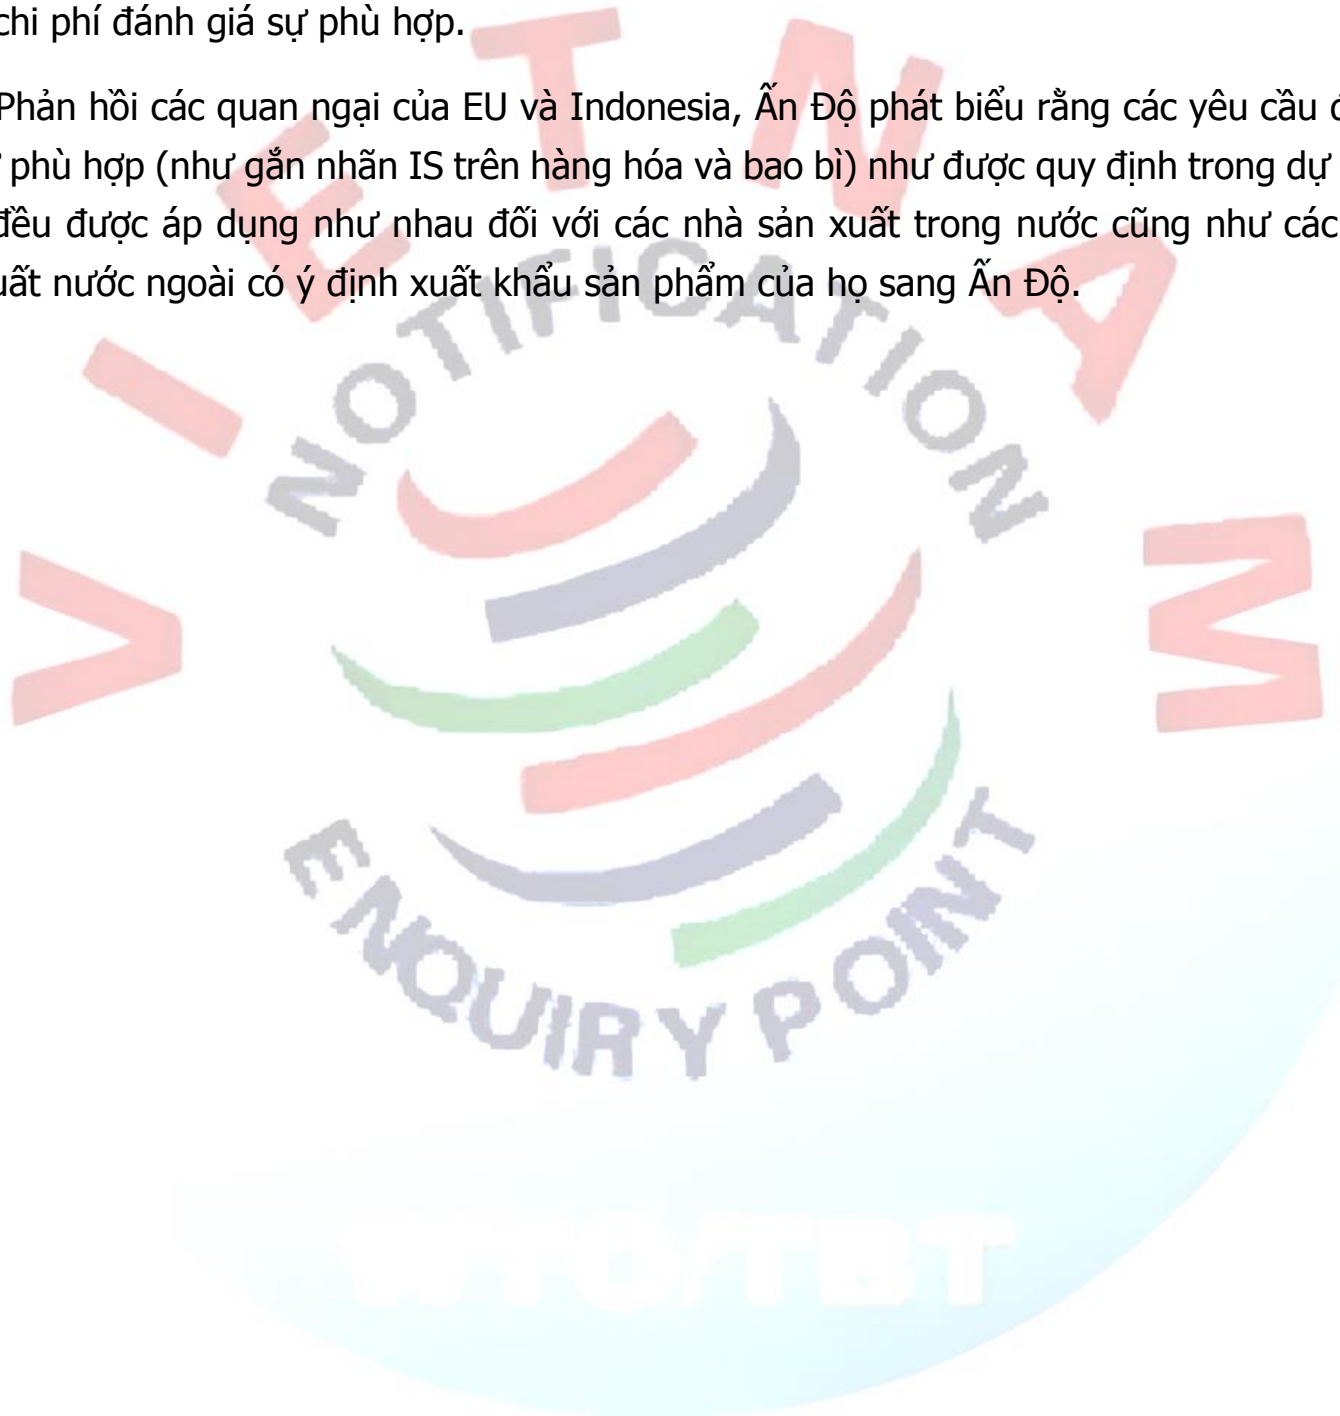 chi phí đánh giá sự phù hợp.
Phản hồi các quan ngại của EU và Indonesia, Ấn Độ phát biểu rằng các yêu cầu
phù hợp (như gắn nhãn IS trên hàng hóa và bao bì) như được quy định trong dự
đều được áp dụng như nhau đối với các nhà sản xuất trong nước cũng như các
nước ngoài có ý định xuất khẩu sản phẩm của họ sang Ấn Độ.
VIETNAM
NOTIFICATION
ENQUIRY POINT
WTO/TBT